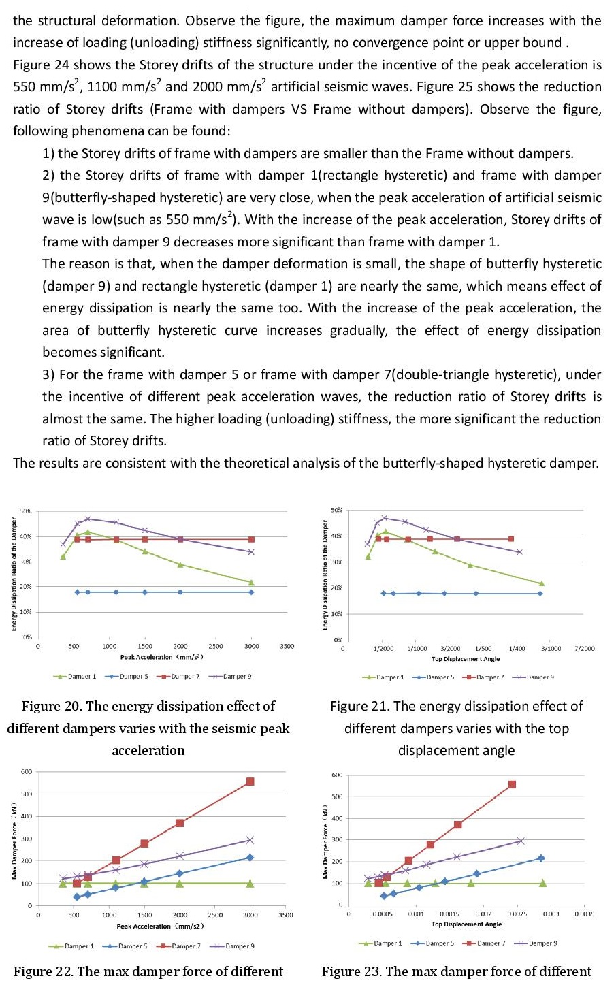 the structural deformation. Observe the figure, the maximum damper force increases with the
increase of loading (unloading) stiffness significantly, no convergence point or upper bound .
Figure 24 shows the Storey drifts of the structure under the incentive of the peak acceleration is
550 mm/s², 1100 mm/s² and 2000 mm/s² artificial seismic waves. Figure 25 shows the reduction
ratio of Storey drifts (Frame with dampers VS Frame without dampers). Observe the figure,
following phenomena can be found:
1) the Storey drifts of frame with dampers are smaller than the Frame without dampers.
2) the Storey drifts of frame with damper 1(rectangle hysteretic) and frame with damper
9(butterfly-shaped hysteretic) are very close, when the peak acceleration of artificial seismic
wave is low(such as 550 mm/s²). With the increase of the peak acceleration, Storey drifts of
frame with damper 9 decreases more significant than frame with damper 1.
The reason is that, when the damper deformation is small, the shape of butterfly hysteretic
(damper 9) and rectangle hysteretic (damper 1) are nearly the same, which means effect of
energy dissipation is nearly the same too. With the increase of the peak acceleration, the
area of butterfly hysteretic curve increases gradually, the effect of energy dissipation
becomes significant.
3) For the frame with damper 5 or frame with damper 7(double-triangle hysteretic), under
the incentive of different peak acceleration waves, the reduction ratio of Storey drifts is
almost the same. The higher loading (unloading) stiffness, the more significant the reduction
ratio of Storey drifts.
The results are consistent with the theoretical analysis of the butterfly-shaped hysteretic damper.
Energy Dissipation Ratio of the Damper
50%
40%
30%
20%
10%
0%
0 500 1000 1500 2000 2500 3000 3500
Peak Acceleration (mm/s²)
Damper 1 Damper 5 Damper 7 Damper 9
Figure 20. The energy dissipation effect of
different dampers varies with the seismic peak
acceleration
Energy Dissipation Ratio of the Damper
50%
40%
30%
20%
10%
0%
0 1/2000 1/1000 3/2000 1/500 1/400 3/1000 7/2000
Top Displacement Angle
Damper 1 Damper 5 Damper 7 Damper 9
Figure 21. The energy dissipation effect of
different dampers varies with the top
displacement angle
Max Damper Force (kN)
600
500
400
300
200
100
0
0 500 1000 1500 2000 2500 3000 3500
Peak Acceleration (mm/s2)
Damper 1 Damper 5 Damper 7 Damper 9
Figure 22. The max damper force of different
Max Damper Force (kN)
600
500
400
300
200
100
0
0 0.0005 0.001 0.0015 0.002 0.0025 0.003 0.0035
Top Displacement Angle
Damper 1 Damper 5 Damper 7 Damper 9
Figure 23. The max damper force of different